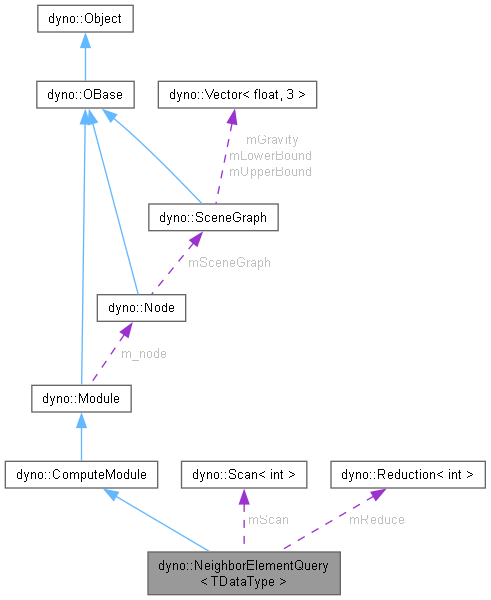 dyno::Object
dyno::OBase
dyno::Vector< float, 3 >
mGravity
mLowerBound
mUpperBound
dyno::SceneGraph
mSceneGraph
dyno::Node
m_node
dyno::Module
dyno::ComputeModule
dyno::Scan< int >
dyno::Reduction< int >
mScan
mReduce
dyno::NeighborElementQuery
< TDataType >